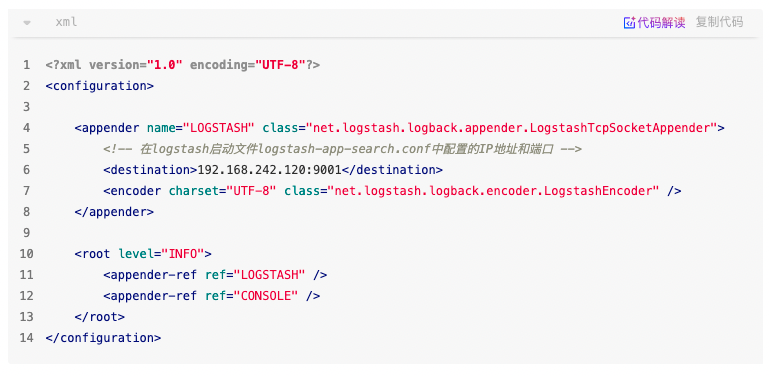 xml 代码解读 复制代码
1 <?xml version="1.0" encoding="UTF-8"?>
2 <configuration>
3
4     <appender name="LOGSTASH" class="net.logstash.logback.appender.LogstashTcpSocketAppender">
5         <!-- 在logstash启动文件logstash-app-search.conf中配置的IP地址和端口 -->
6         <destination>192.168.242.120:9001</destination>
7         <encoder charset="UTF-8" class="net.logstash.logback.encoder.LogstashEncoder" />
8     </appender>
9
10     <root level="INFO">
11         <appender-ref ref="LOGSTASH" />
12         <appender-ref ref="CONSOLE" />
13     </root>
14 </configuration>